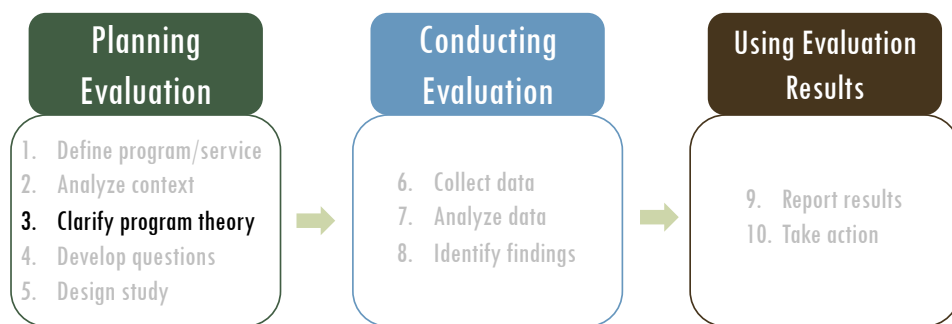 Planning
Evaluation
1. Define program/service
2. Analyze context
3. Clarify program theory
4. Develop questions
5. Design study
Conducting
Evaluation
6. Collect data
7. Analyze data
8. Identify findings
Using Evaluation
Results
9. Report results
10. Take action